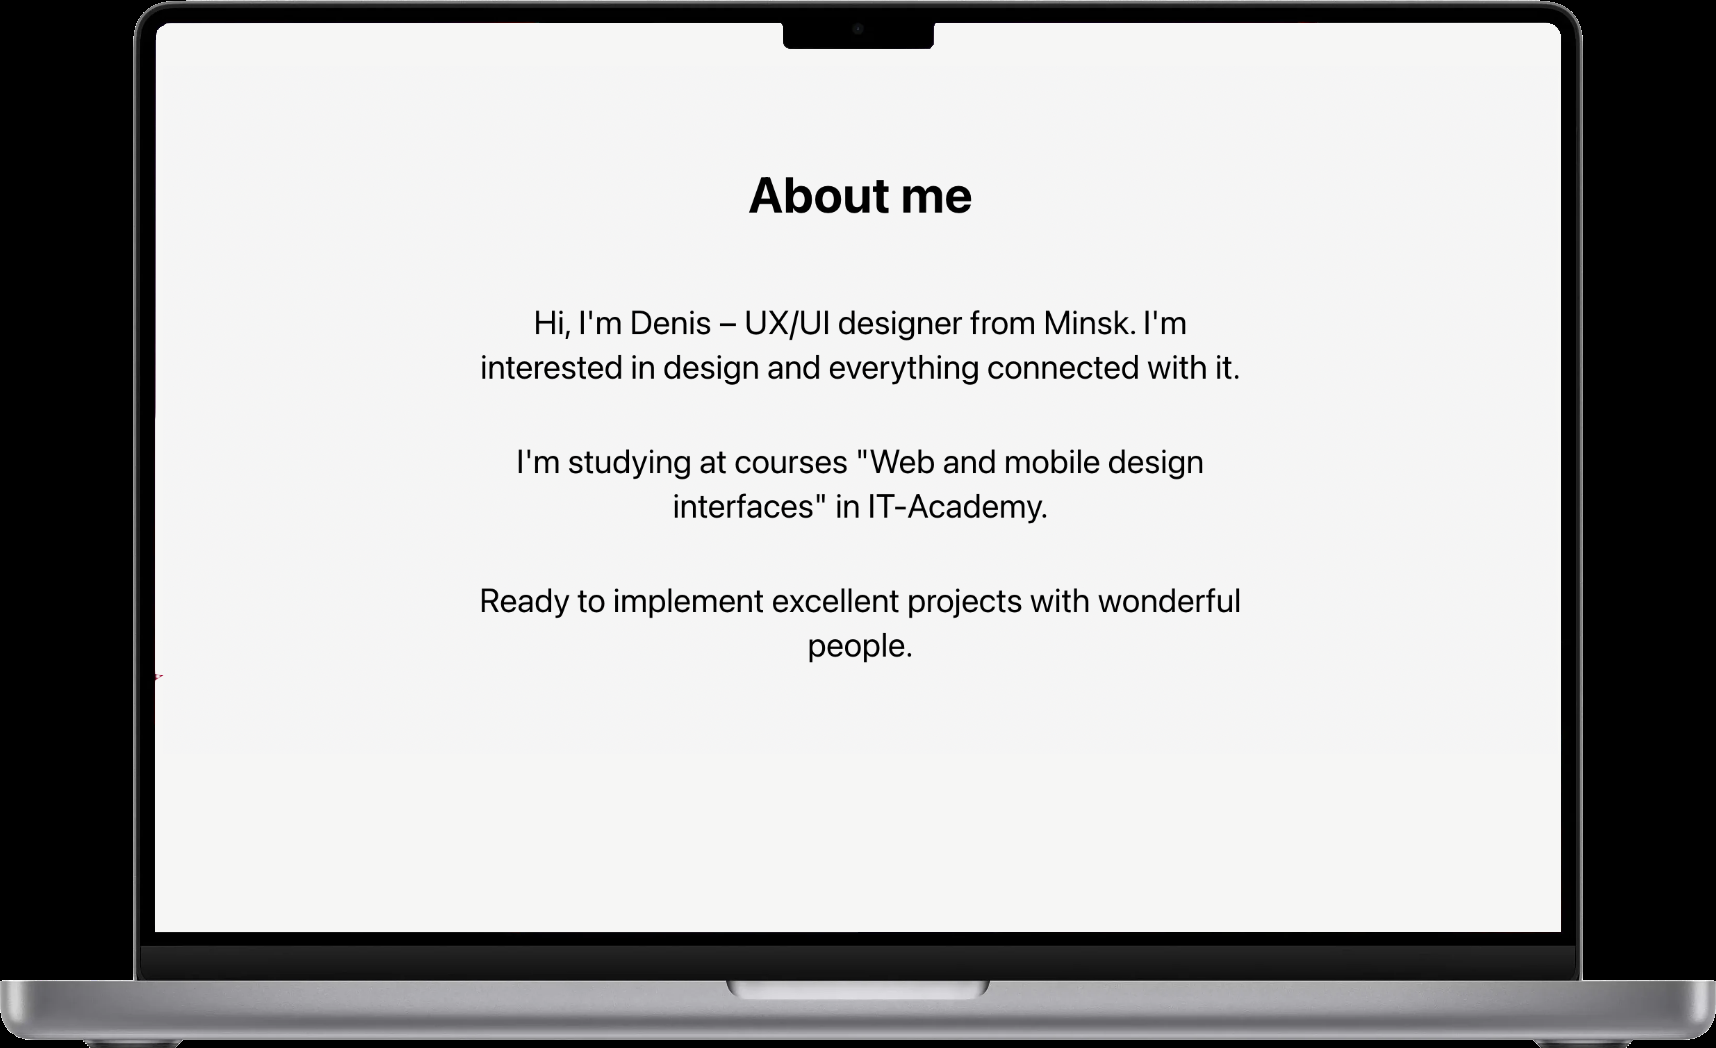 About me
Hi, I'm Denis – UX/UI designer from Minsk. I'm
interested in design and everything connected with it.
I'm studying at courses "Web and mobile design
interfaces" in IT-Academy.
Ready to implement excellent projects with wonderful
people.